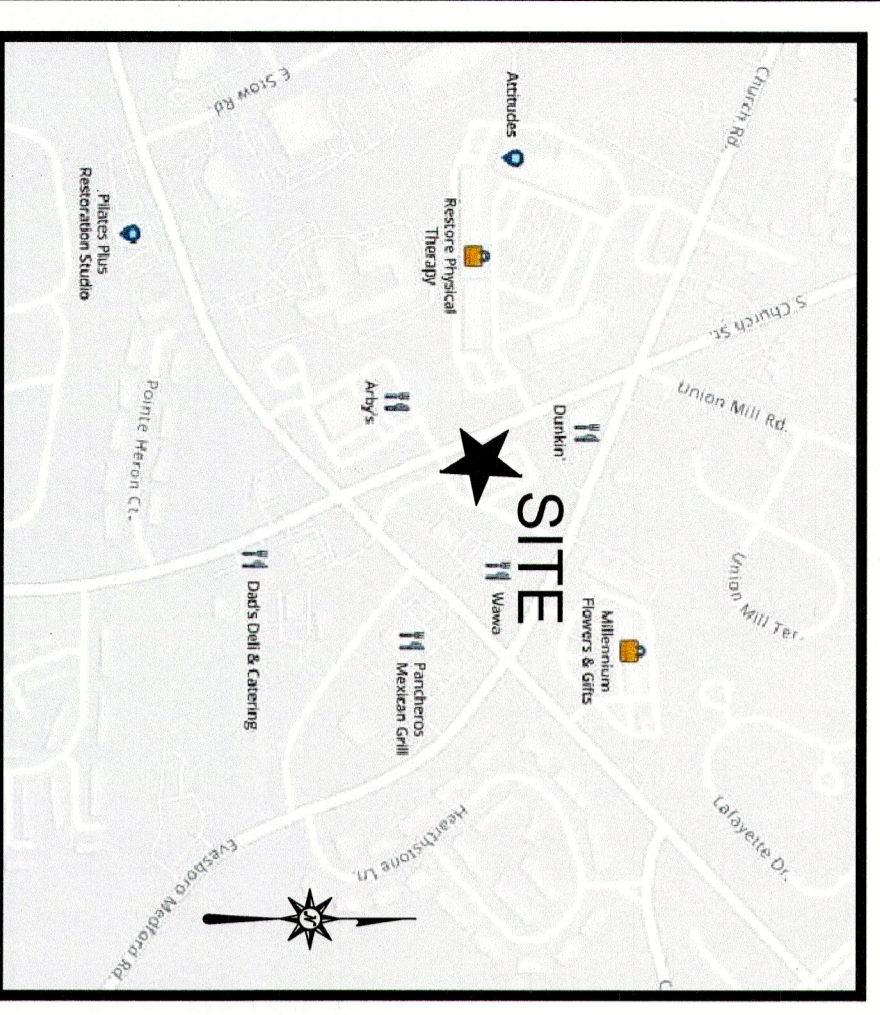 Church Rd.
S Church St.
Union Mill Rd.
Union Mill Ter.
Lafayette Dr.
E Stow Rd.
Attitudes
Restore Physical
Therapy
Dunkin'
SITE
Millennium
Flowers & Gifts
Wawa
Arby's
Pancheros
Mexican Grill
Pilates Plus
Restoration Studio
Pointe Heron Ct.
Dad's Deli & Catering
Hearthstone Ln.
Evesboro Medford Rd.
N
C